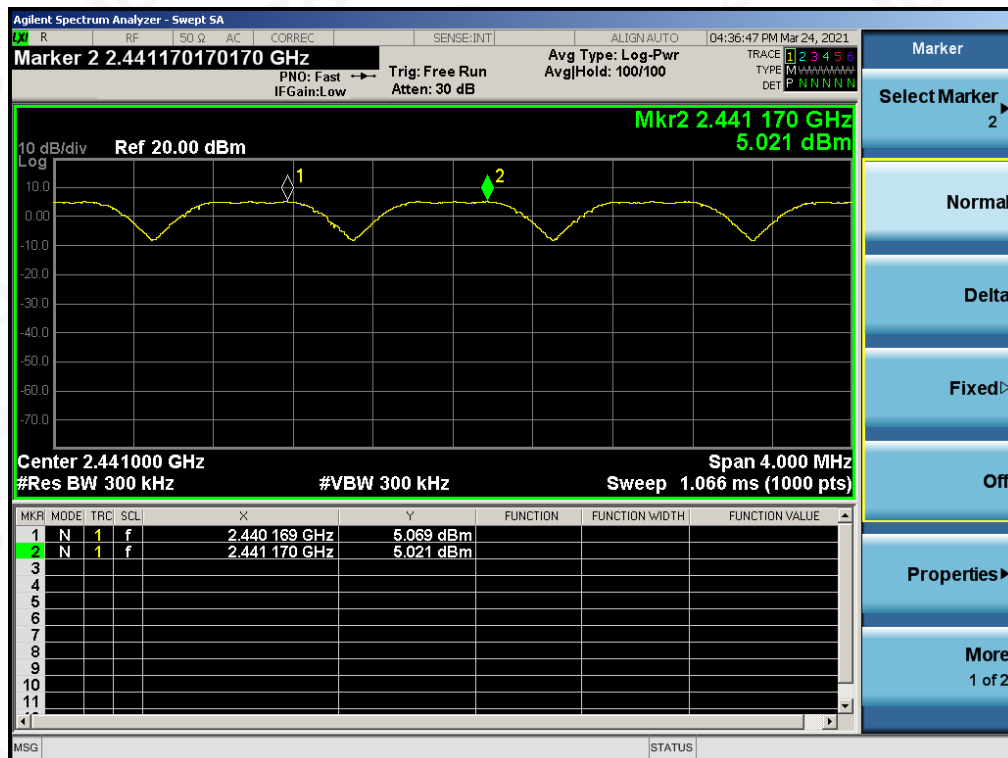 Agilent Spectrum Analyzer - Swept SA
LXI R RF 50 Ω AC CORREC SENSE:INT ALIGN AUTO 04:36:47 PM Mar 24, 2021
Marker 2 2.441170170170 GHz
PNO: Fast
IFGain:Low
Trig: Free Run
Atten: 30 dB
Avg Type: Log-Pwr
Avg|Hold: 100/100
TRACE 1 2 3 4 5 6
TYPE M
DET P N N N N N
Mkr2 2.441 170 GHz
5.021 dBm
10 dB/div Ref 20.00 dBm
Log
1 2
10.0
0.00
-10.0
-20.0
-30.0
-40.0
-50.0
-60.0
-70.0
Center 2.441000 GHz Span 4.000 MHz
#Res BW 300 kHz #VBW 300 kHz Sweep 1.066 ms (1000 pts)
MKR MODE TRC SCL X Y FUNCTION FUNCTION WIDTH FUNCTION VALUE
1 N 1 f 2.440 169 GHz 5.069 dBm
2 N 1 f 2.441 170 GHz 5.021 dBm
3
4
5
6
7
8
9
10
11
MSG STATUS
Marker
Select Marker
2
Normal
Delta
Fixed
Off
Properties
More
1 of 2